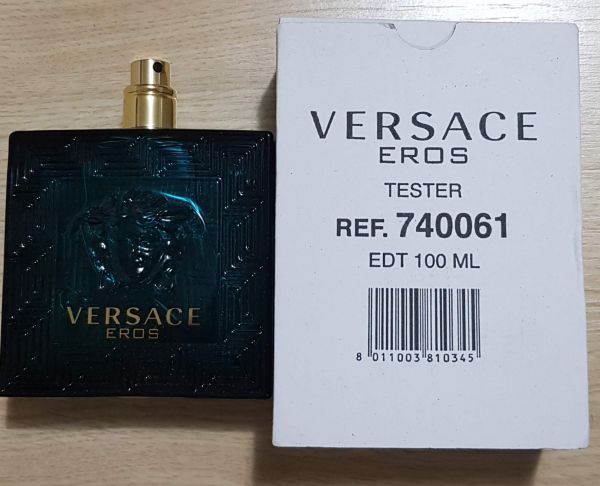 VERSACE
EROS
VERSACE
EROS
TESTER
REF. 740061
EDT 100 ML
8 011003 810345